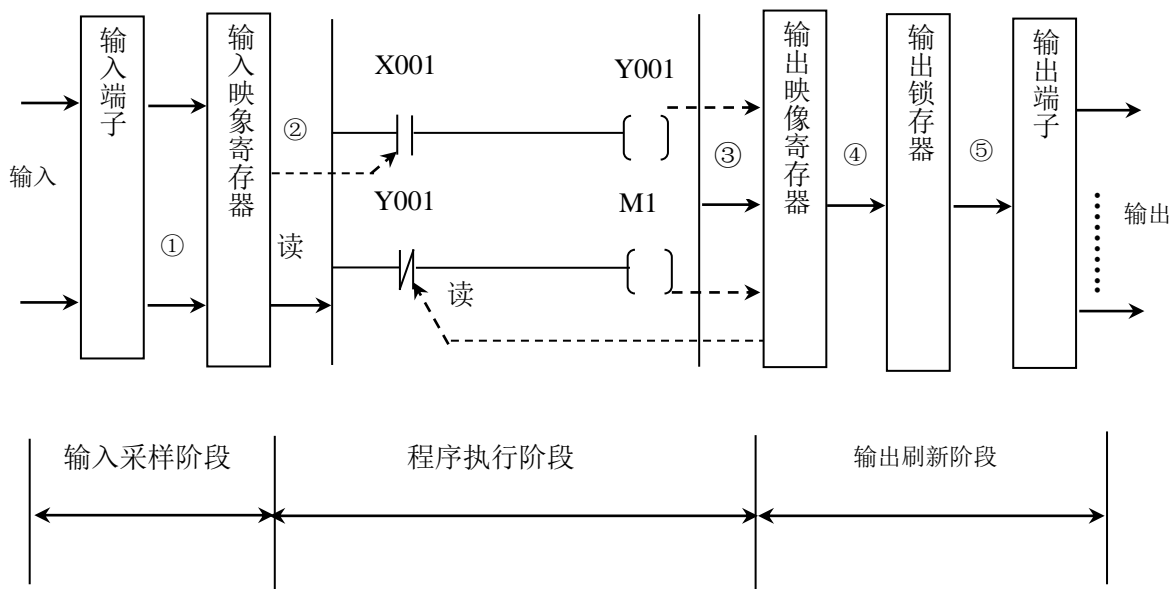 输入
输入端子
①
输入映象寄存器
②
读
X001
Y001
Y001
M1
读
③
输出映像寄存器
④
输出锁存器
⑤
输出端子
输出
输入采样阶段
程序执行阶段
输出刷新阶段